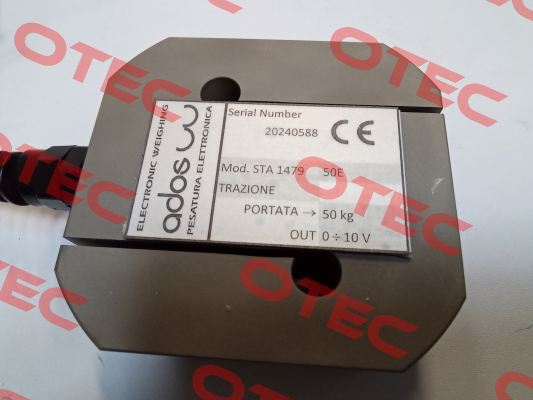 ELECTRONIC WEIGHING
ados
PESATURA ELETTRONICA
Serial Number
20240588 CE
Mod. STA 1479 50E
TRAZIONE
PORTATA → 50 kg
OUT 0 ÷ 10 V
OTEC
OTEC
OTEC
OTEC
OTEC
OTEC
OTEC